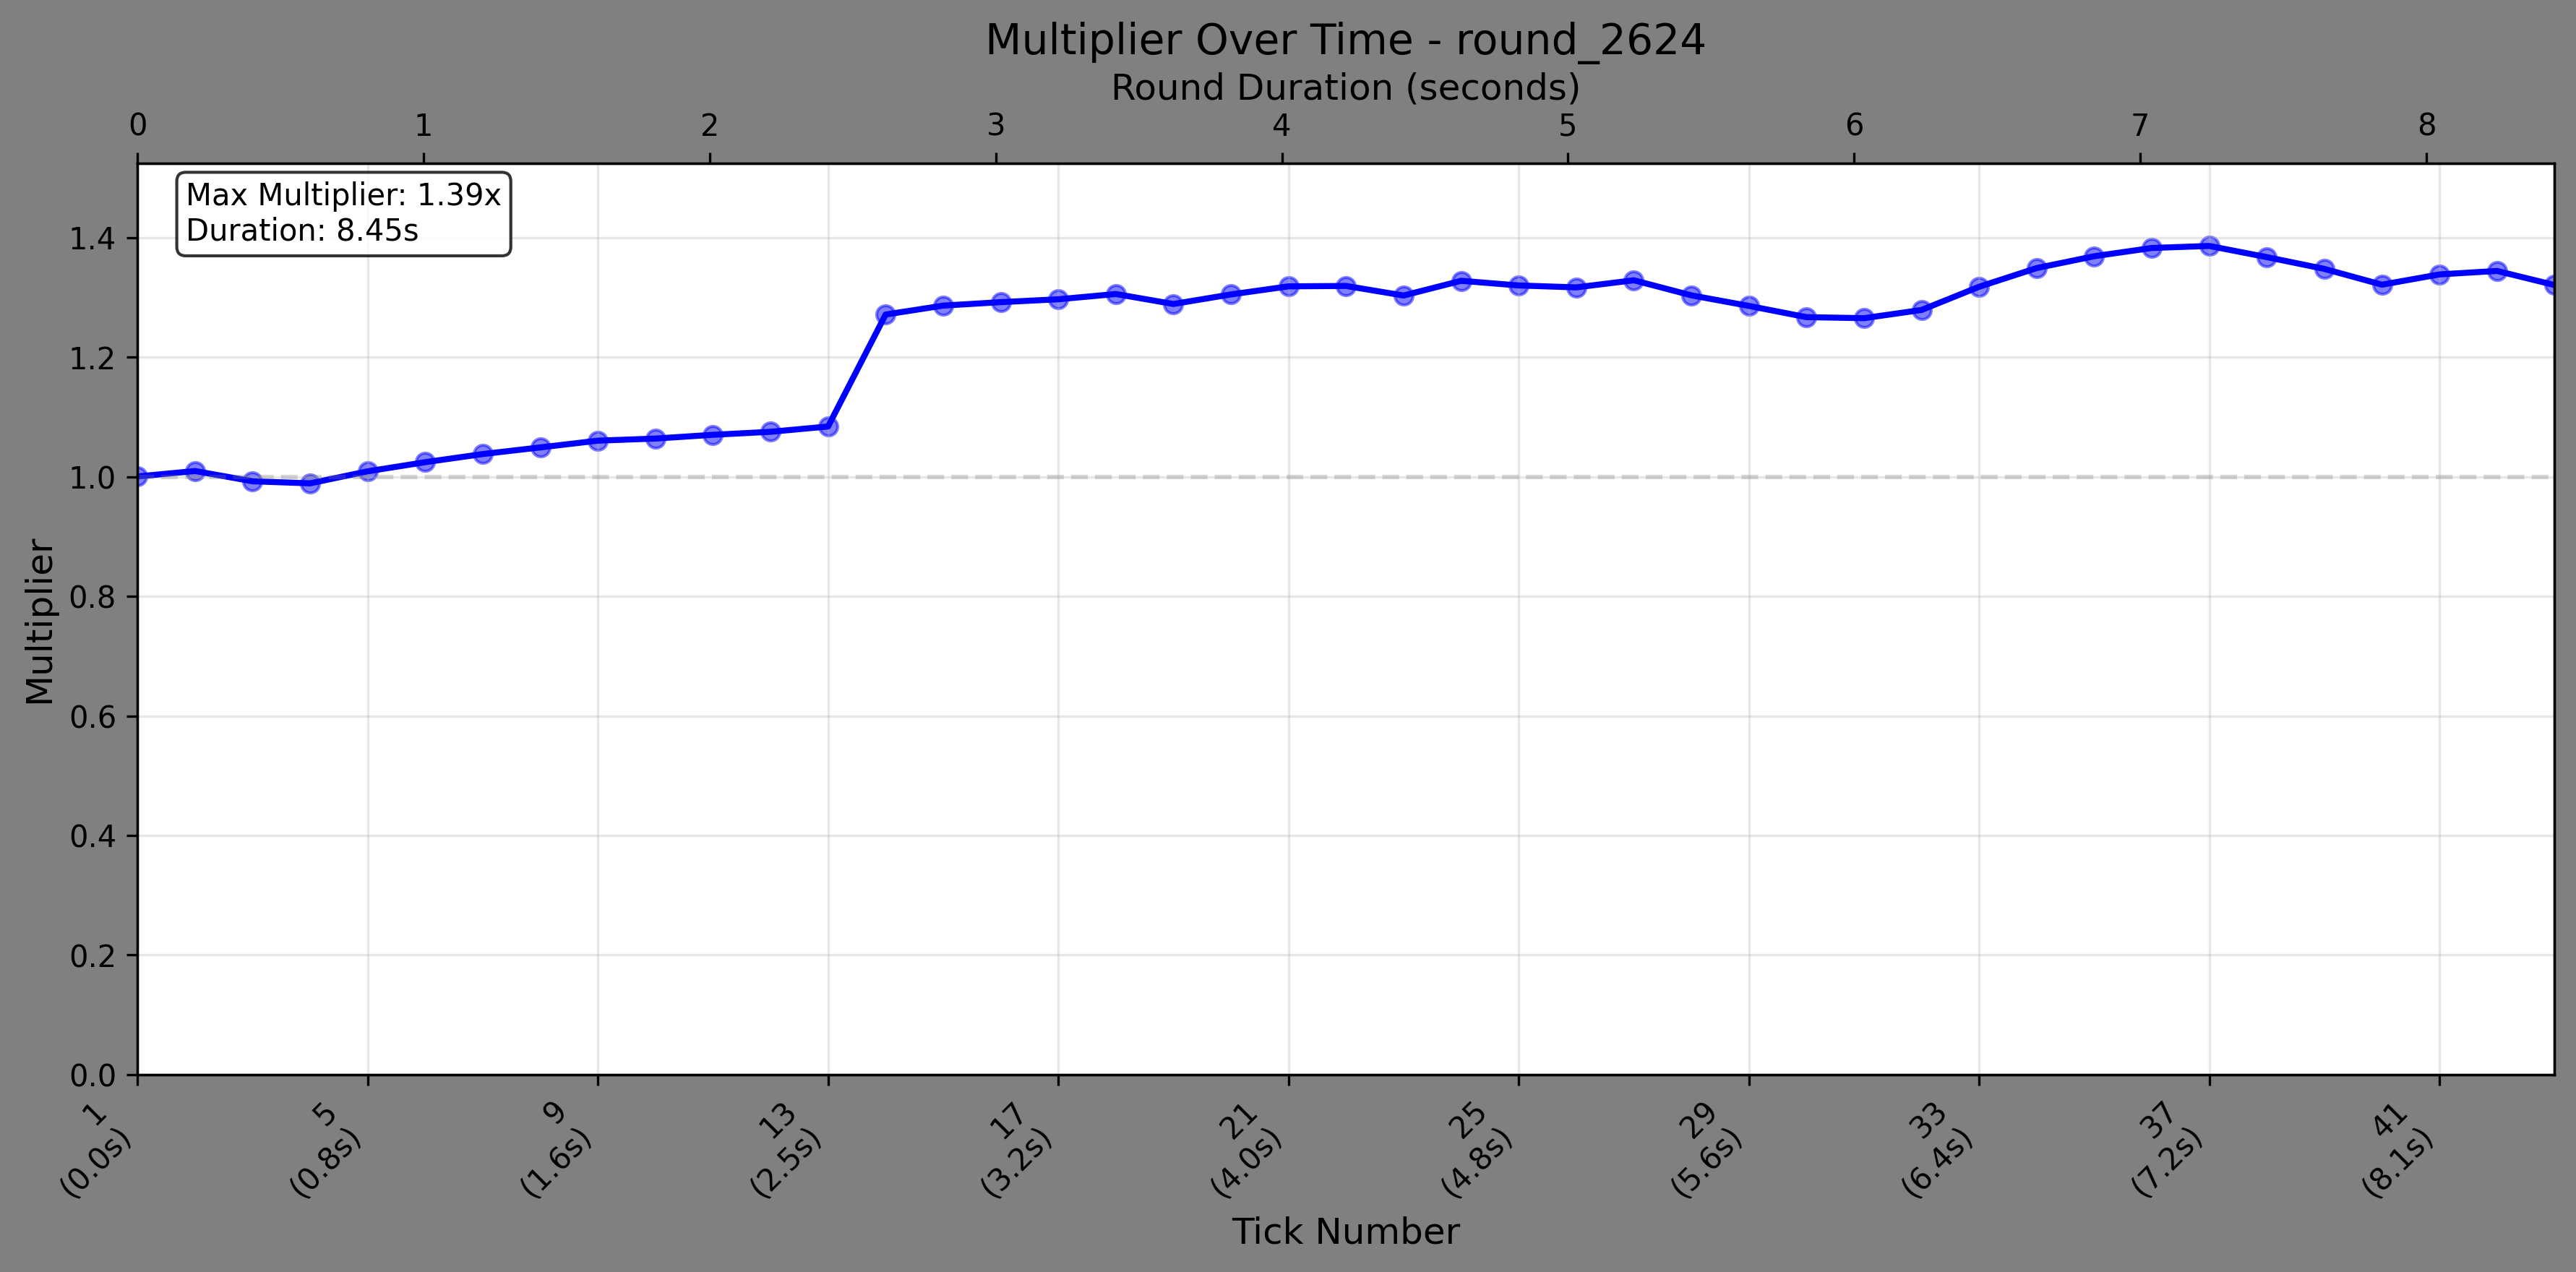 Multiplier Over Time - round_2624
Round Duration (seconds)
0 1 2 3 4 5 6 7 8
Max Multiplier: 1.39x
Duration: 8.45s
Multiplier
1.4
1.2
1.0
0.8
0.6
0.4
0.2
0.0
1
(0.0s)
5
(0.8s)
9
(1.6s)
13
(2.5s)
17
(3.2s)
21
(4.0s)
25
(4.8s)
29
(5.6s)
33
(6.4s)
37
(7.2s)
41
(8.1s)
Tick Number